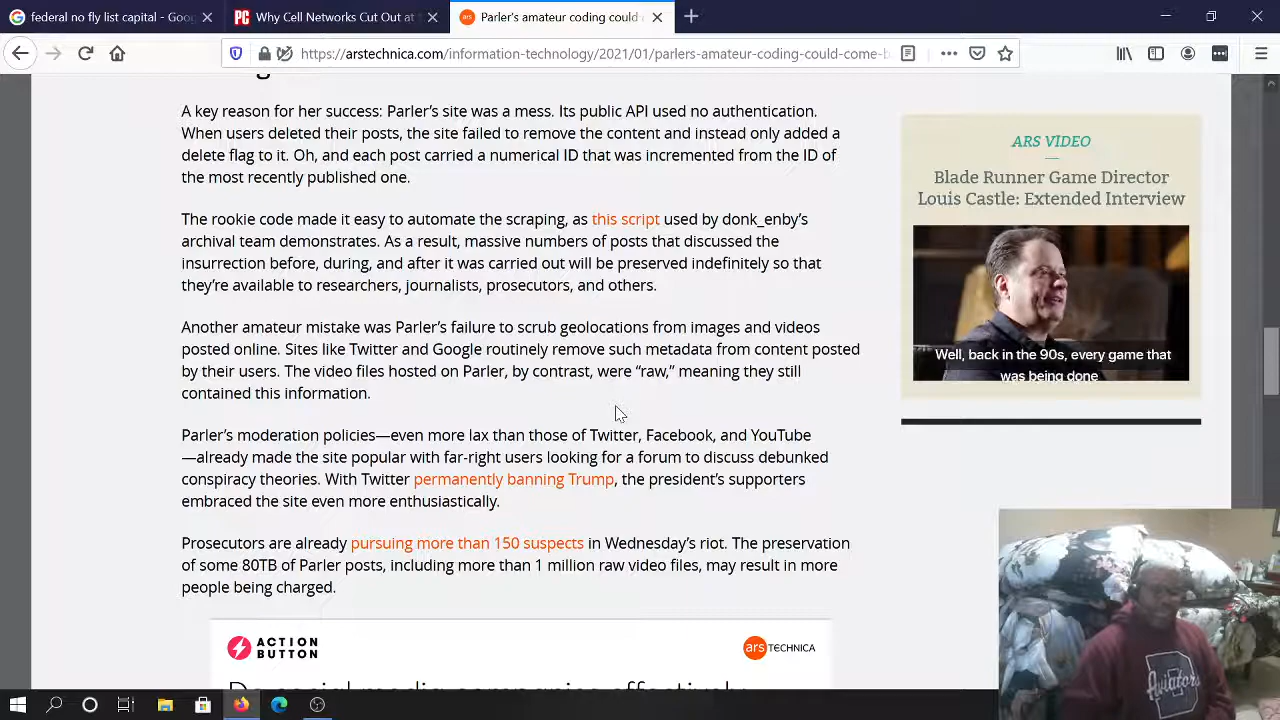 federal no fly list capital - Goo
Why Cell Networks Cut Out at
Parler's amateur coding could
https://arstechnica.com/information-technology/2021/01/parlers-amateur-coding-could-come-b
A key reason for her success: Parler's site was a mess. Its public API used no authentication.
When users deleted their posts, the site failed to remove the content and instead only added a
delete flag to it. Oh, and each post carried a numerical ID that was incremented from the ID of
the most recently published one.
The rookie code made it easy to automate the scraping, as this script used by donk_enby's
archival team demonstrates. As a result, massive numbers of posts that discussed the
insurrection before, during, and after it was carried out will be preserved indefinitely so that
they're available to researchers, journalists, prosecutors, and others.
Another amateur mistake was Parler's failure to scrub geolocations from images and videos
posted online. Sites like Twitter and Google routinely remove such metadata from content posted
by their users. The video files hosted on Parler, by contrast, were “raw,” meaning they still
contained this information.
Parler's moderation policies—even more lax than those of Twitter, Facebook, and YouTube
—already made the site popular with far-right users looking for a forum to discuss debunked
conspiracy theories. With Twitter permanently banning Trump, the president's supporters
embraced the site even more enthusiastically.
Prosecutors are already pursuing more than 150 suspects in Wednesday's riot. The preservation
of some 80TB of Parler posts, including more than 1 million raw video files, may result in more
people being charged.
ACTION
BUTTON
ars TECHNICA
Do social media companies effectively
ARS VIDEO
Blade Runner Game Director
Louis Castle: Extended Interview
Well, back in the 90s, every game that
was being done
Aviators